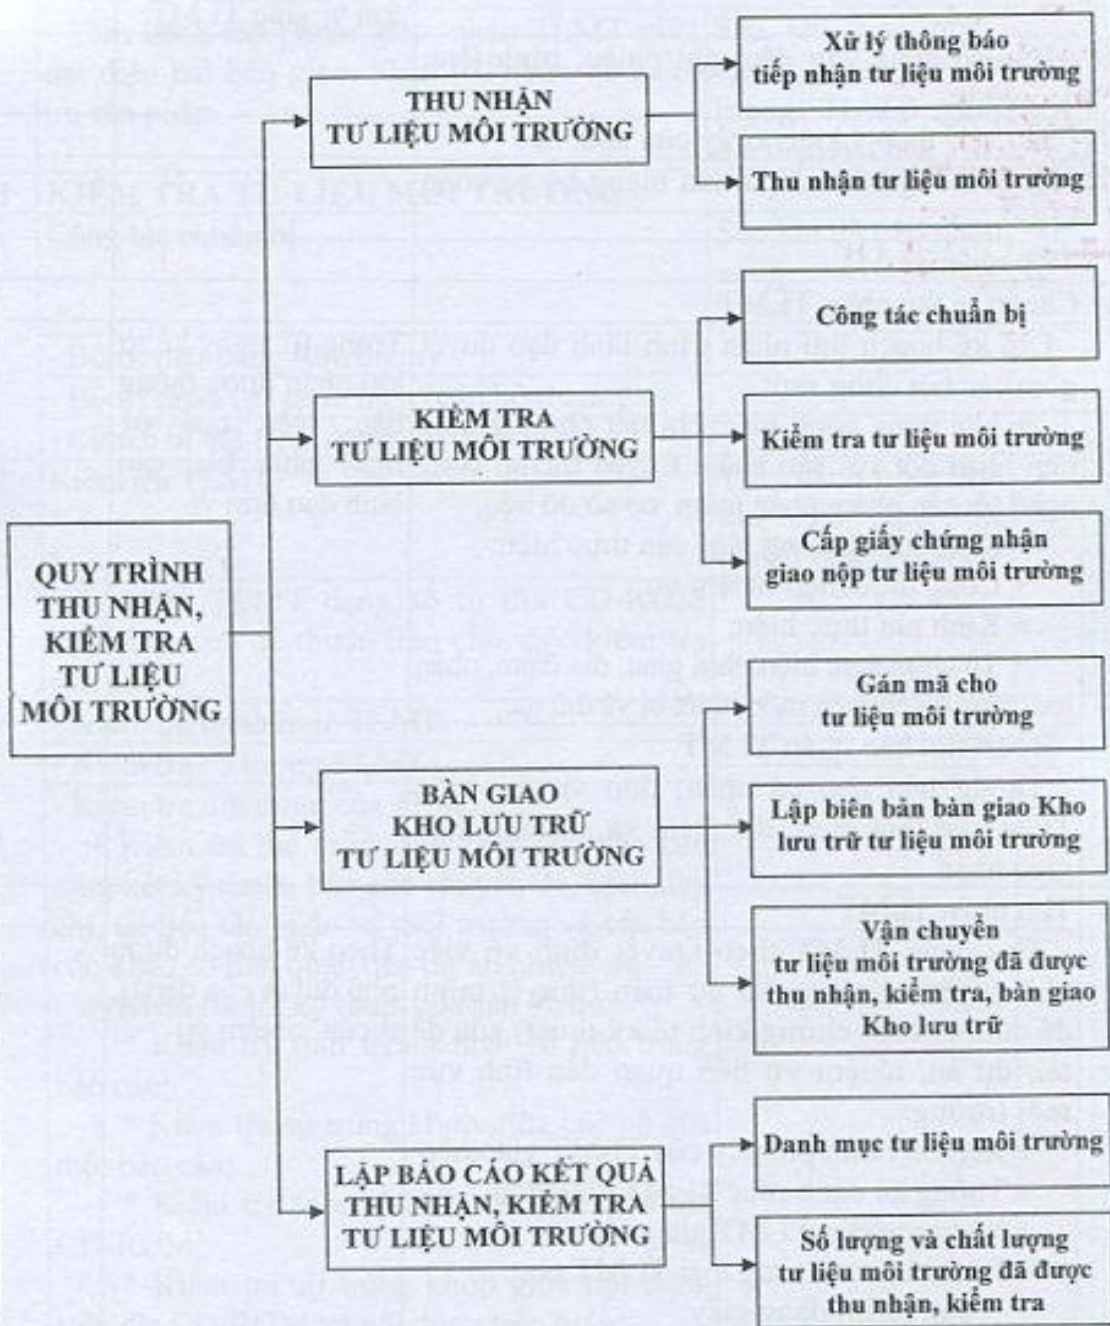 QUY TRÌNH
THU NHẬN,
KIỂM TRA
TƯ LIỆU
MÔI TRƯỜNG
THU NHẬN
TƯ LIỆU MÔI TRƯỜNG
Xử lý thông báo
tiếp nhận tư liệu môi trường
Thu nhận tư liệu môi trường
KIỂM TRA
TƯ LIỆU MÔI TRƯỜNG
Công tác chuẩn bị
Kiểm tra tư liệu môi trường
Cấp giấy chứng nhận
giao nộp tư liệu môi trường
BÀN GIAO
KHO LƯU TRỮ
TƯ LIỆU MÔI TRƯỜNG
Gán mã cho
tư liệu môi trường
Lập biên bản bàn giao Kho
lưu trữ tư liệu môi trường
Vận chuyển
tư liệu môi trường đã được
thu nhận, kiểm tra, bàn giao
Kho lưu trữ
LẬP BÁO CÁO KẾT QUẢ
THU NHẬN, KIỂM TRA
TƯ LIỆU MÔI TRƯỜNG
Danh mục tư liệu môi trường
Số lượng và chất lượng
tư liệu môi trường đã được
thu nhận, kiểm tra